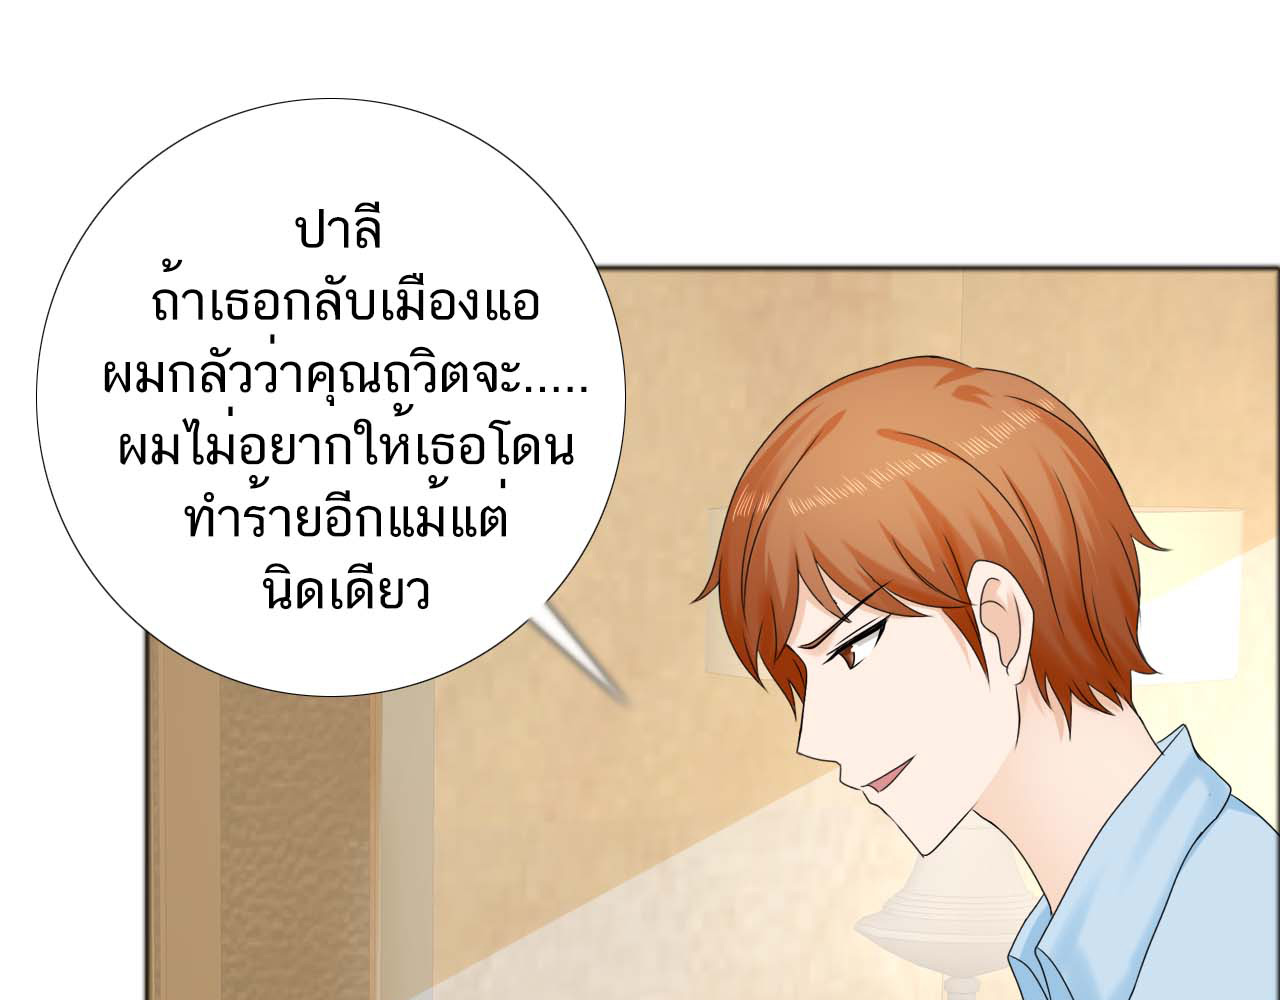 ปาลี
ถ้าเธอกลับเมืองแอ
ผมกลัวว่าคุณถวิตจะ.....
ผมไม่อยากให้เธอโดน
ทำร้ายอีกแม้แต่
นิดเดียว